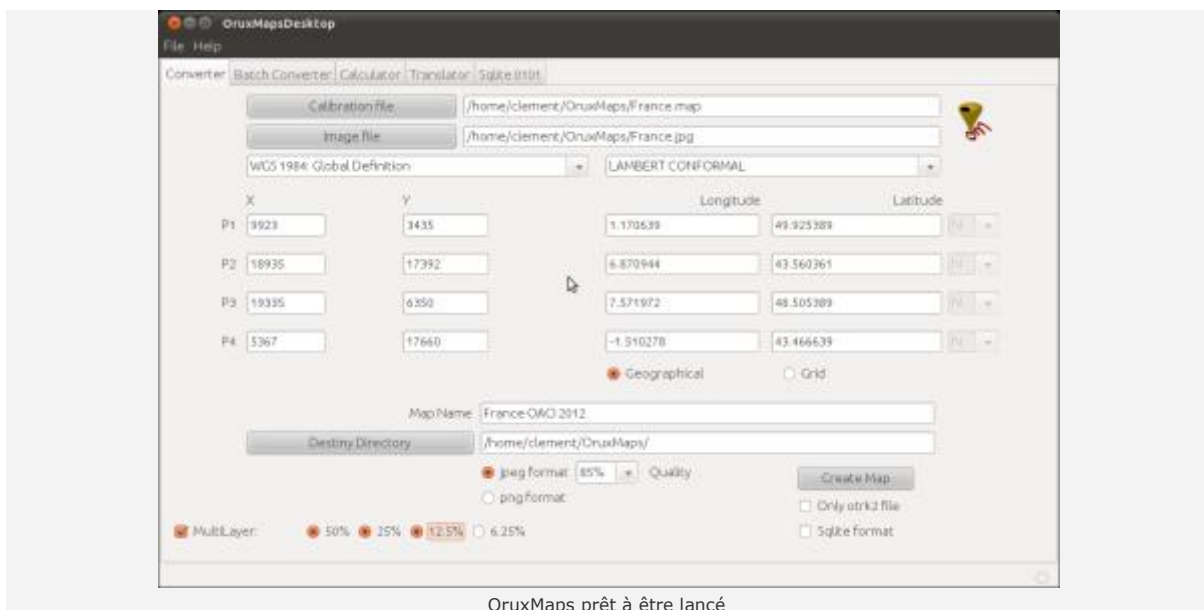 OruxMapsDesktop
File Help
Converter Batch Converter Calculator Translator Sqlite
Calibration file /home/clement/OruxMaps/France.map
Image file /home/clement/OruxMaps/France.jpg
WGS 1984: Global Definition LAMBERT CONFORMAL
X Y Longitude Latitude
P1 9923 3435 1.170639 49.925389 N
P2 18935 17392 6.870944 43.560361 N
P3 19335 6350 7.571972 48.505389 N
P4 5367 17660 -1.510278 43.466639 N
Geographical Grid
Map Name France OACI 2012
Destiny Directory /home/clement/OruxMaps/
jpeg format 85% Quality
Create Map
png format
Only otrk2 file
MultiLayer: 50% 25% 12.5% 6.25%
Sqlite format
OruxMaps prêt à être lancé